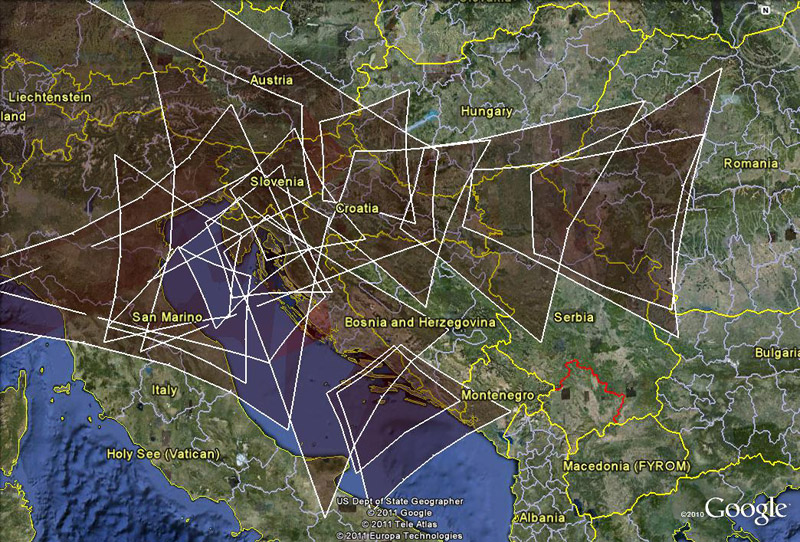 N
Austria
Liechtenstein
land
Hungary
Romania
Slovenia
Croatia
San Marino
Bosnia and Herzegovina
Serbia
Bulgaria
Italy
Montenegro
Holy See (Vatican)
Macedonia (FYROM)
US Dept of State Geographer
© 2011 Google
© 2011 Tele Atlas
© 2011 Europa Technologies
Albania
©2010 Google